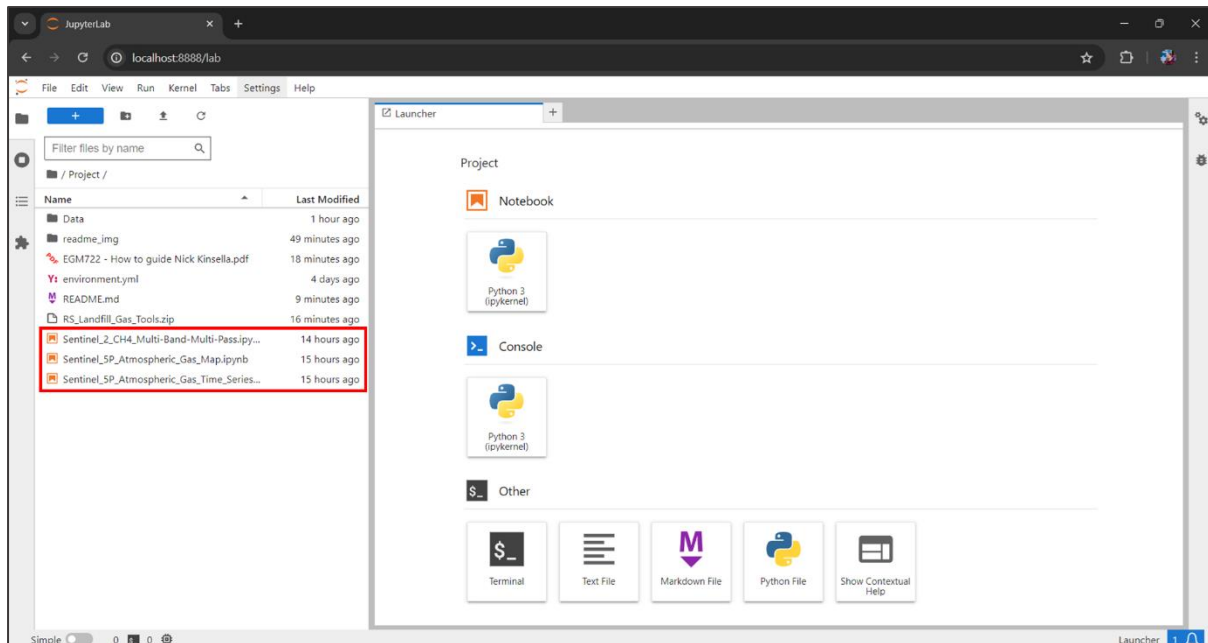 JupyterLab
localhost:8888/lab
File Edit View Run Kernel Tabs Settings Help
Filter files by name
/ Project /
Name Last Modified
Data 1 hour ago
readme_img 49 minutes ago
EGM722 - How to guide Nick Kinsella.pdf 18 minutes ago
Y: environment.yml 4 days ago
M README.md 9 minutes ago
RS_Landfill_Gas_Tools.zip 16 minutes ago
Sentinel_2_CH4_Multi-Band-Multi-Pass.ipy... 14 hours ago
Sentinel_5P_Atmospheric_Gas_Map.ipynb 15 hours ago
Sentinel_5P_Atmospheric_Gas_Time_Series... 15 hours ago
Simple 0 $_ 0
Launcher
Project
Notebook
Python 3
(ipykernel)
>_ Console
Python 3
(ipykernel)
$_ Other
$_ M
Terminal Text File Markdown File Python File Show Contextual
Help
Launcher 1